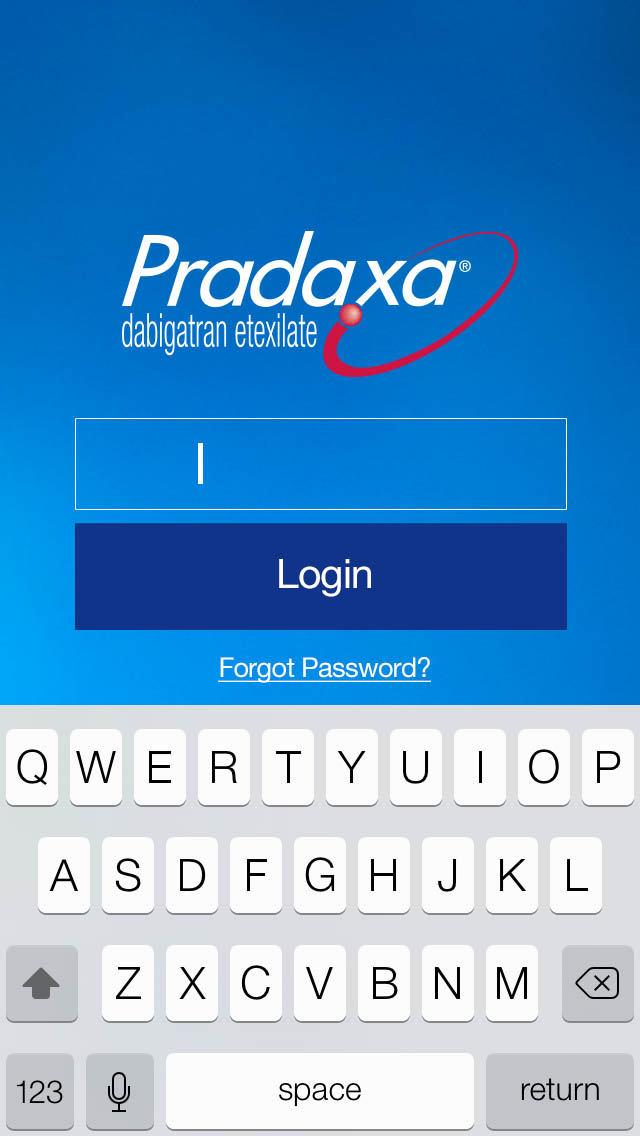 Pradaxa®
dabigatran etexilate
Login
Forgot Password?
Q W E R T Y U I O P
A S D F G H J K L
Z X C V B N M
123 space return